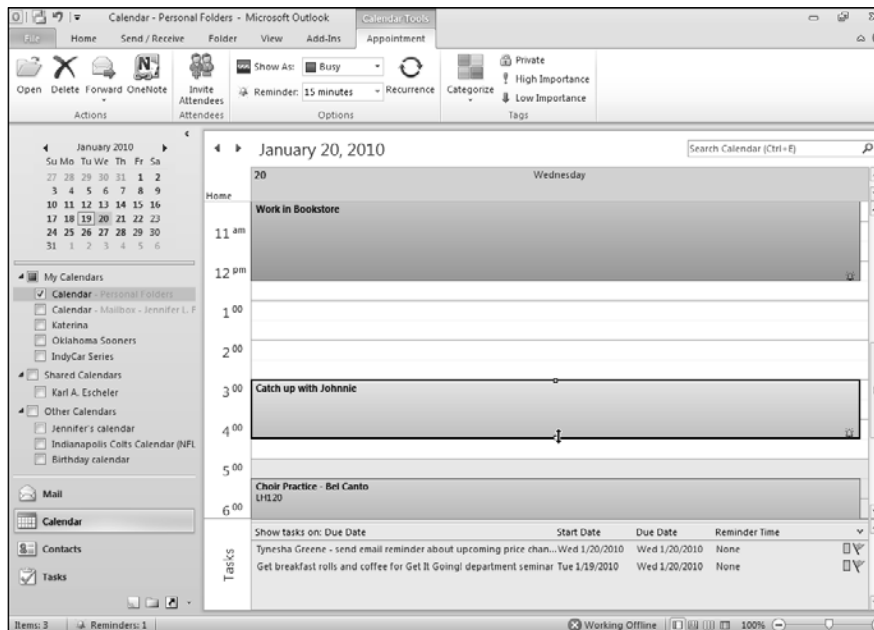 Calendar - Personal Folders - Microsoft Outlook
Calendar Tools
File Home Send / Receive Folder View Add-Ins Appointment
Open Delete Forward OneNote
Actions
Invite Attendees
Attendees
Show As: Busy
Reminder: 15 minutes
Recurrence
Options
Categorize
Private
High Importance
Low Importance
Tags
January 2010
Su Mo Tu We Th Fr Sa
27 28 29 30 31 1 2
3 4 5 6 7 8 9
10 11 12 13 14 15 16
17 18 19 20 21 22 23
24 25 26 27 28 29 30
31 1 2 3 4 5 6
My Calendars
Calendar - Personal Folders
Calendar - Mailbox - Jennifer L. F
Katerina
Oklahoma Sooners
IndyCar Series
Shared Calendars
Karl A. Escheler
Other Calendars
Jennifer's calendar
Indianapolis Colts Calendar (NFL
Birthday calendar
Mail
Calendar
Contacts
Tasks
January 20, 2010
Search Calendar (Ctrl+E)
20 Wednesday
Home
Work in Bookstore
11 am
12 pm
1 00
2 00
3 00
Catch up with Johnnie
4 00
5 00
Choir Practice - Bel Canto
LH120
6 00
Tasks
Show tasks on: Due Date Start Date Due Date Reminder Time
Tynesha Greene - send email reminder about upcoming price chan... Wed 1/20/2010 Wed 1/20/2010 None
Get breakfast rolls and coffee for Get It Going! department seminar Tue 1/19/2010 Wed 1/20/2010 None
Items: 3 Reminders: 1 Working Offline 100%